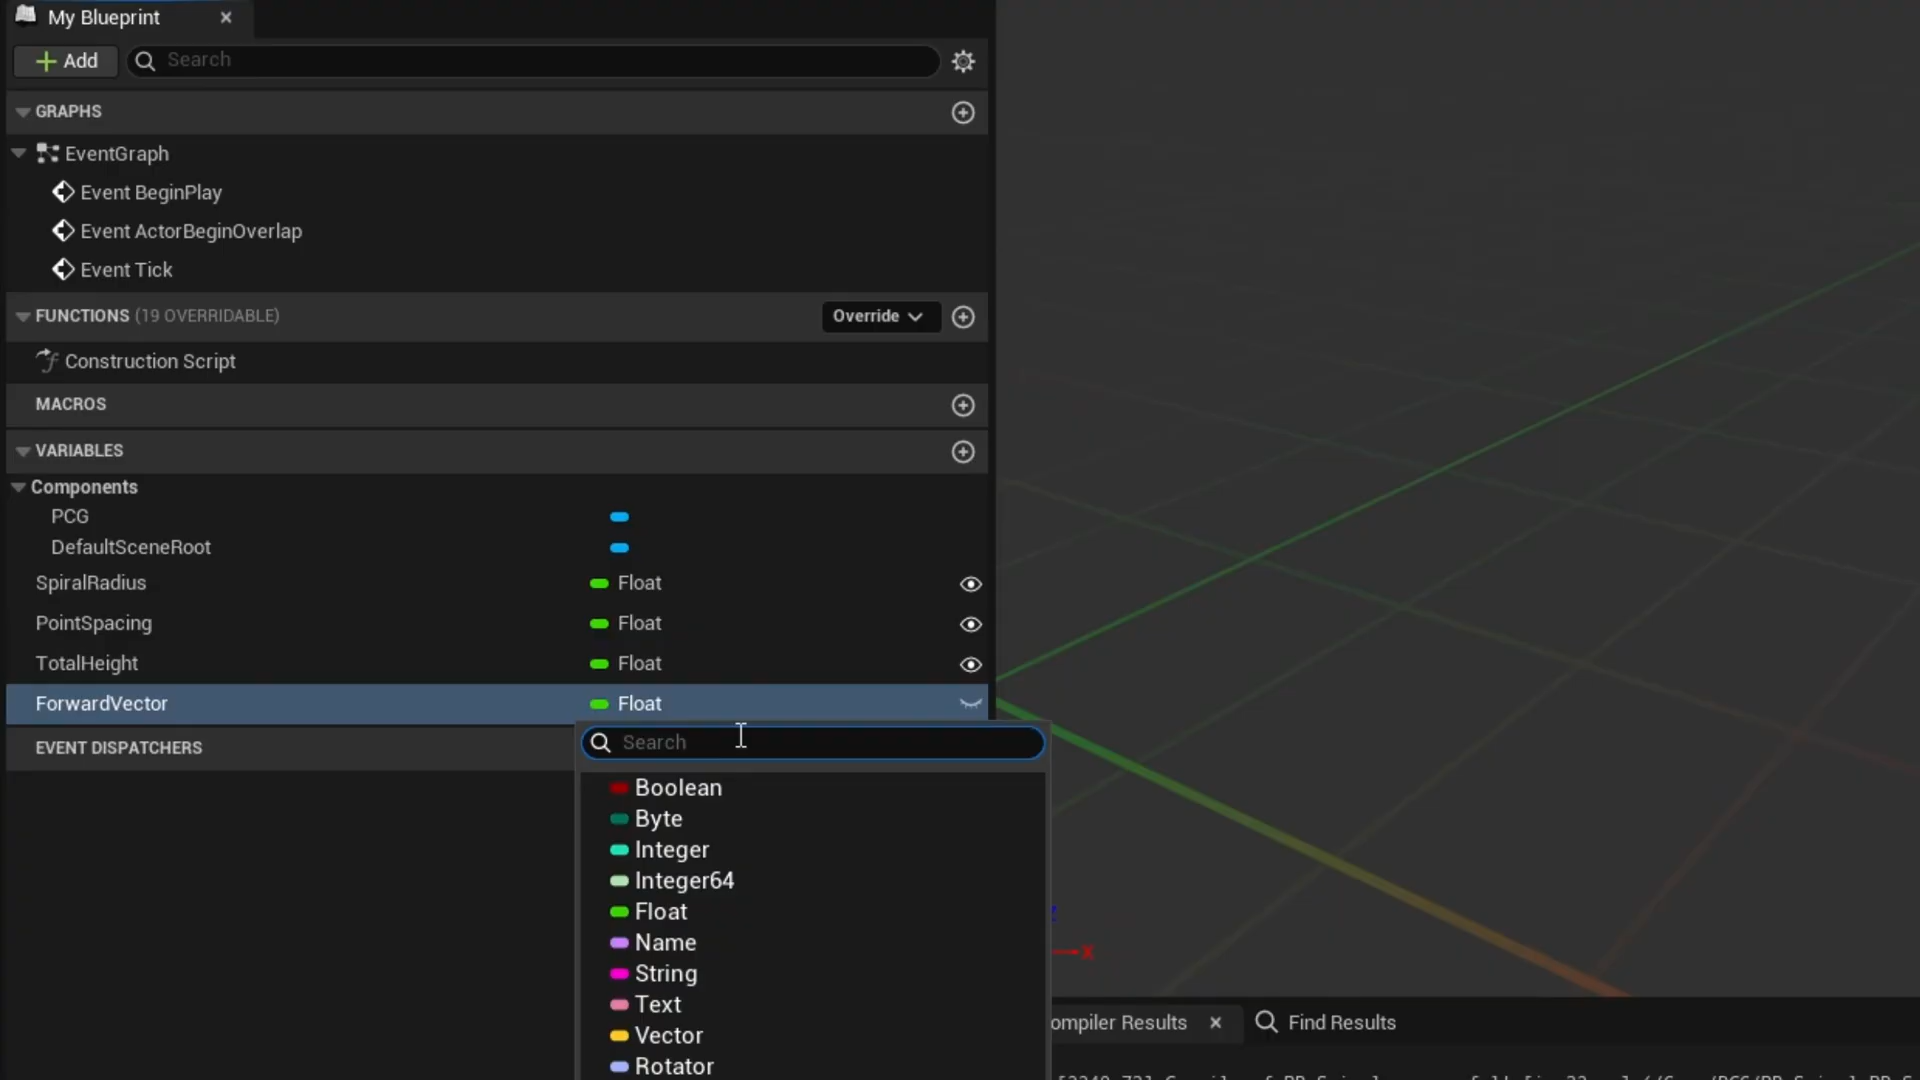 My Blueprint
Add
Search
GRAPHS
EventGraph
Event BeginPlay
Event ActorBeginOverlap
Event Tick
FUNCTIONS (19 OVERRIDABLE)
Override
Construction Script
MACROS
VARIABLES
Components
PCG
DefaultSceneRoot
SpiralRadius Float
PointSpacing Float
TotalHeight Float
ForwardVector Float
EVENT DISPATCHERS
Search
Boolean
Byte
Integer
Integer64
Float
Name
String
Text
Vector
Rotator
X
ompiler Results
Find Results